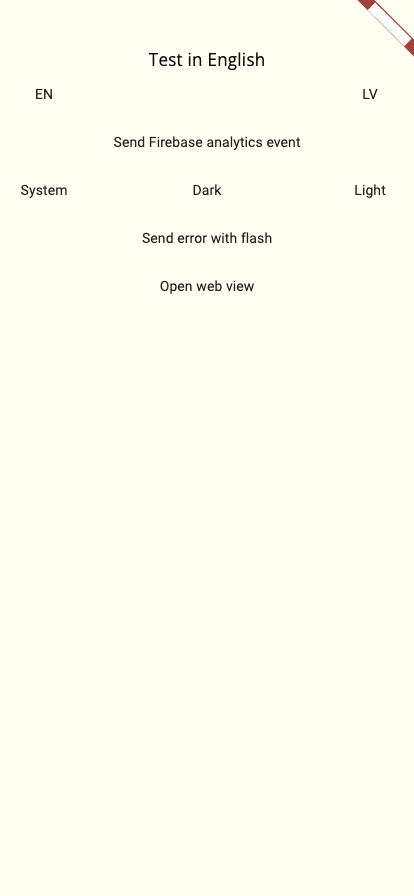 Test in English
EN LV
Send Firebase analytics event
System Dark Light
Send error with flash
Open web view